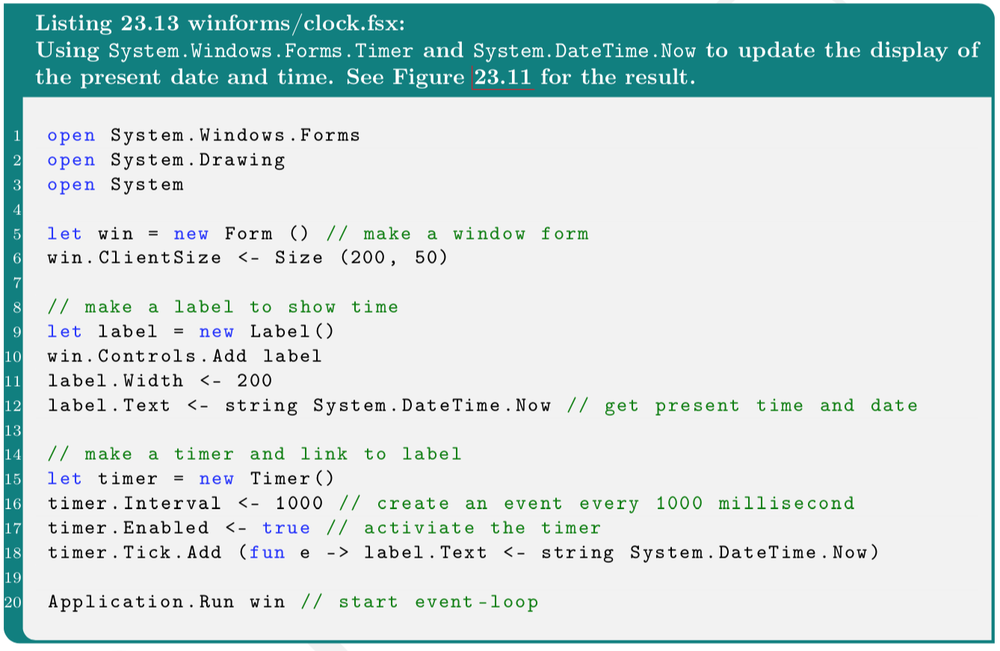 Listing 23.13 winforms/clock.fsx:
Using System.Windows.Forms.Timer and System.DateTime.Now to update the display of
the present date and time. See Figure 23.11 for the result.
1 open System.Windows.Forms
2 open System.Drawing
3 open System
4
5 let win = new Form () // make a window form
6 win.ClientSize <- Size (200, 50)
7
8 // make a label to show time
9 let label = new Label()
10 win.Controls.Add label
11 label.Width <- 200
12 label.Text <- string System.DateTime.Now // get present time and date
13
14 // make a timer and link to label
15 let timer = new Timer()
16 timer.Interval <- 1000 // create an event every 1000 millisecond
17 timer.Enabled <- true // activiate the timer
18 timer.Tick.Add (fun e -> label.Text <- string System.DateTime.Now)
19
20 Application.Run win // start event-loop